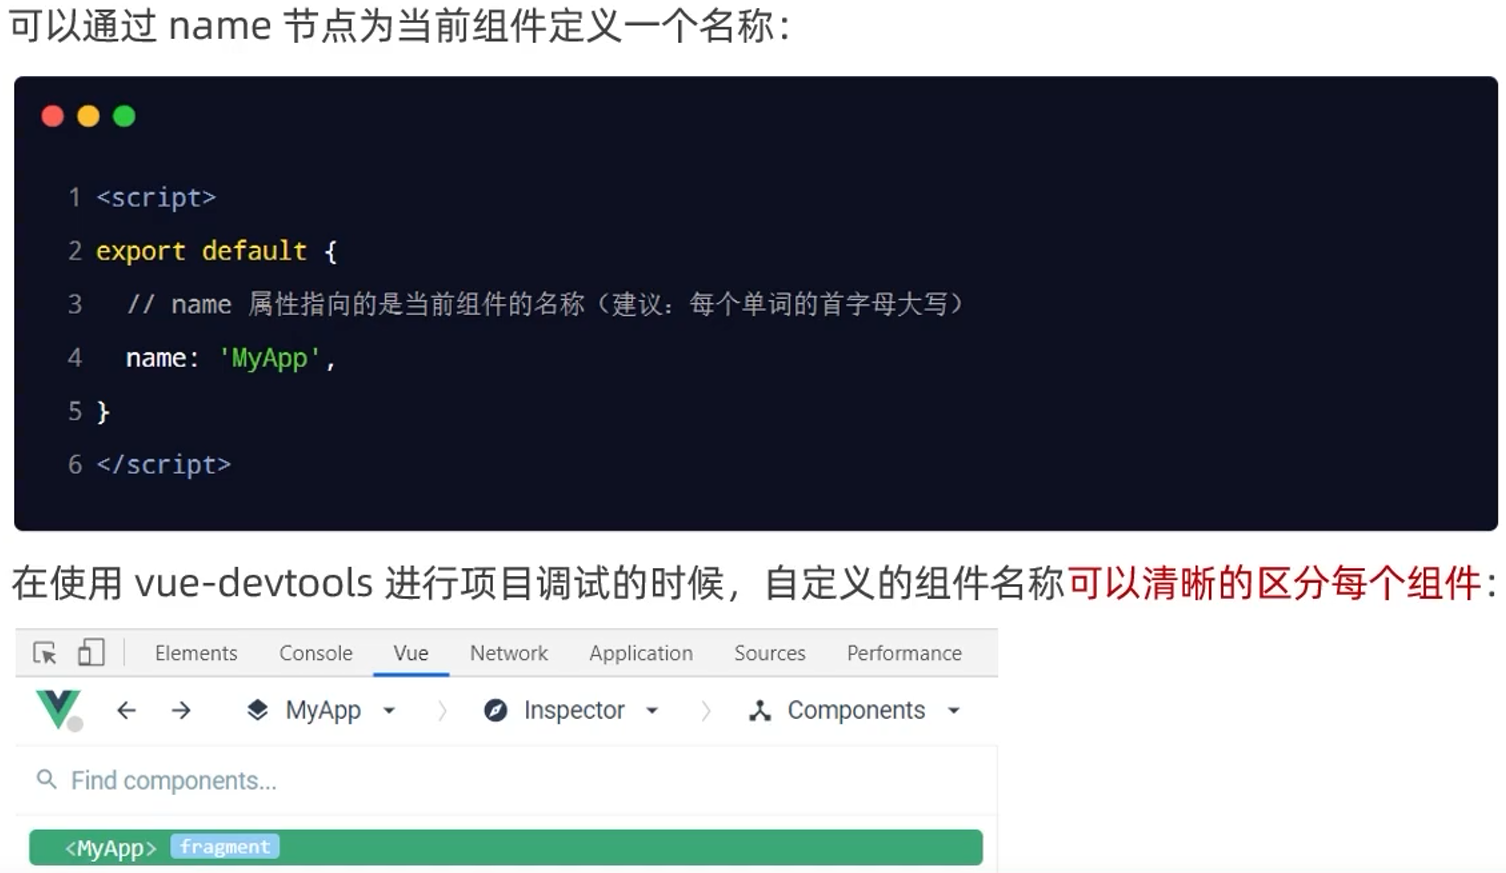 可以通过 name 节点为当前组件定义一个名称：
1 <script>
2 export default {
3 // name 属性指向的是当前组件的名称（建议：每个单词的首字母大写）
4 name: 'MyApp',
5 }
6 </script>
在使用 vue-devtools 进行项目调试的时候，自定义的组件名称可以清晰的区分每个组件：
Elements Console Vue Network Application Sources Performance
MyApp Inspector Components
Find components...
<MyApp> fragment